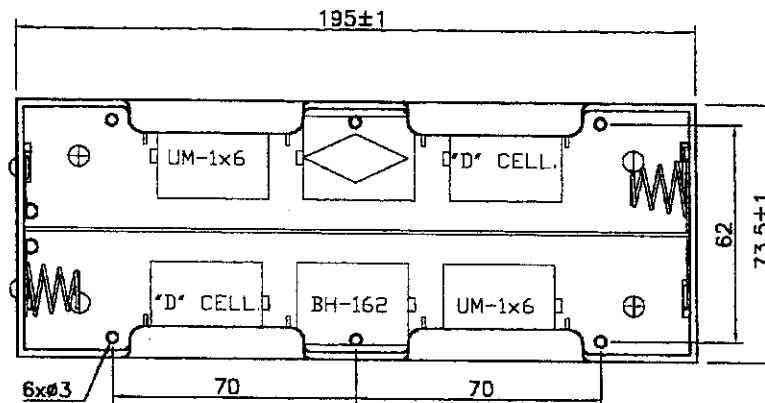 195±1
UM-1x6
"D" CELL.
62
73.5±1
"D" CELL
BH-162
UM-1x6
6xø3
70
70